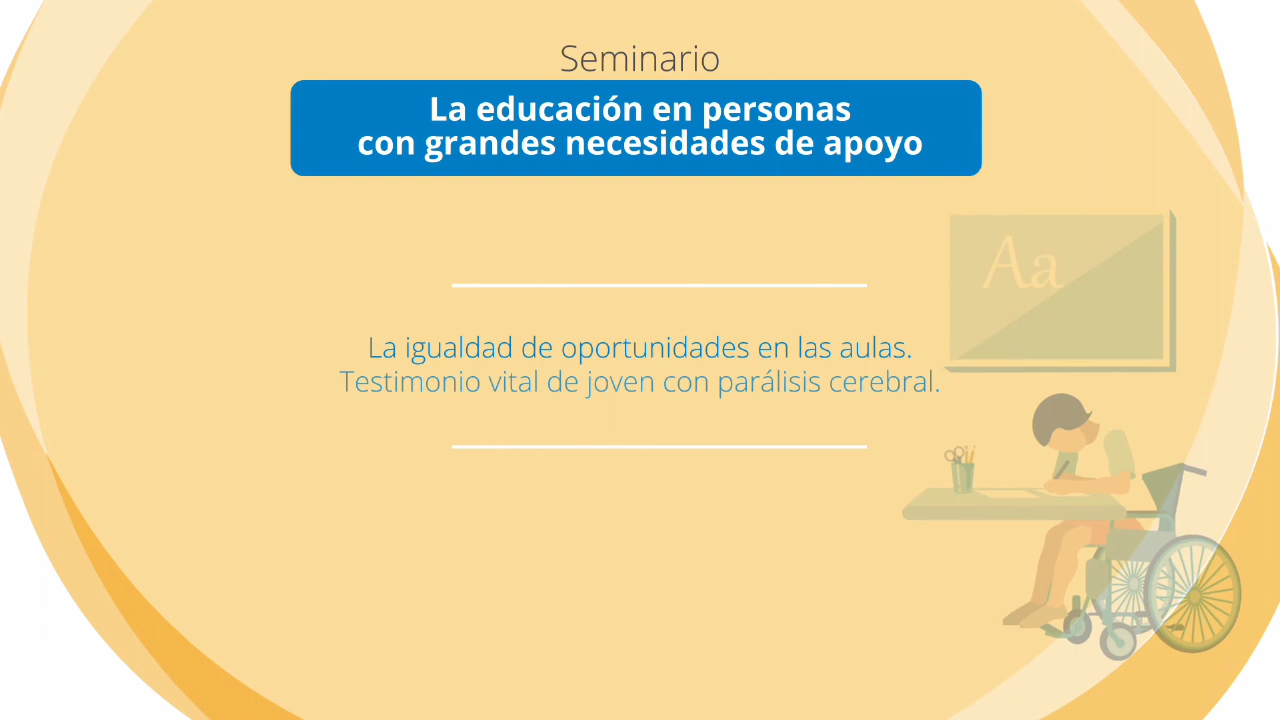 Seminario
La educación en personas
con grandes necesidades de apoyo
Aa
La igualdad de oportunidades en las aulas.
Testimonio vital de joven con parálisis cerebral.